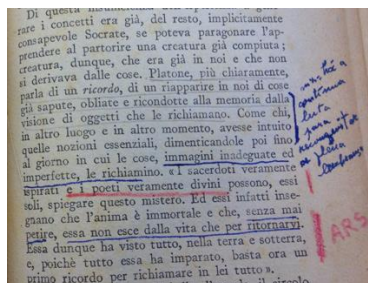 Di questa insufficienza
rare i concetti era già, del resto, implicitamente
consapevole Socrate, se poteva paragonare l'ap-
prendere al partorire una creatura già compiuta;
creatura, dunque, che era già in noi e che non
si derivava dalle cose. Platone, più chiaramente,
parla di un ricordo, di un riapparire in noi di cose
già sapute, obliate e ricondotte alla memoria dalla
visione di oggetti che le richiamano. Come chi,
in altro luogo e in altro momento, avesse intuito
quelle nozioni essenziali, dimenticandole poi fino
al giorno in cui le cose, immagini inadeguate ed
imperfette, le richiamino. « I sacerdoti veramente
ispirati e i poeti veramente divini possono, essi
soli, spiegare questo mistero. Ed essi infatti inse-
gnano che l'anima è immortale e che, senza mai
perire, essa non esce dalla vita che per ritornarvi.
Essa dunque ha visto tutto, nella terra e sotterra,
e, poichè tutto essa ha imparato, basta ora un
primo ricordo per richiamare in lei tutto ».
continua
lotta
ARS